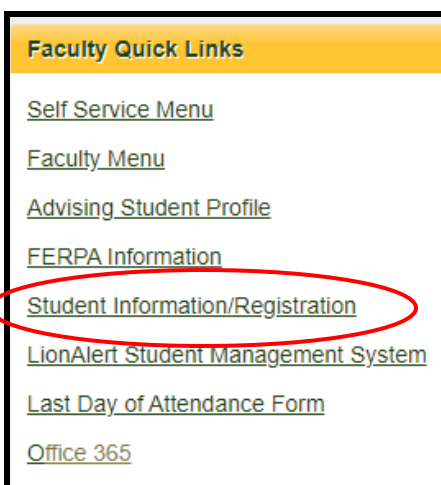 Faculty Quick Links
Self Service Menu
Faculty Menu
Advising Student Profile
FERPA Information
Student Information/Registration
LionAlert Student Management System
Last Day of Attendance Form
Office 365